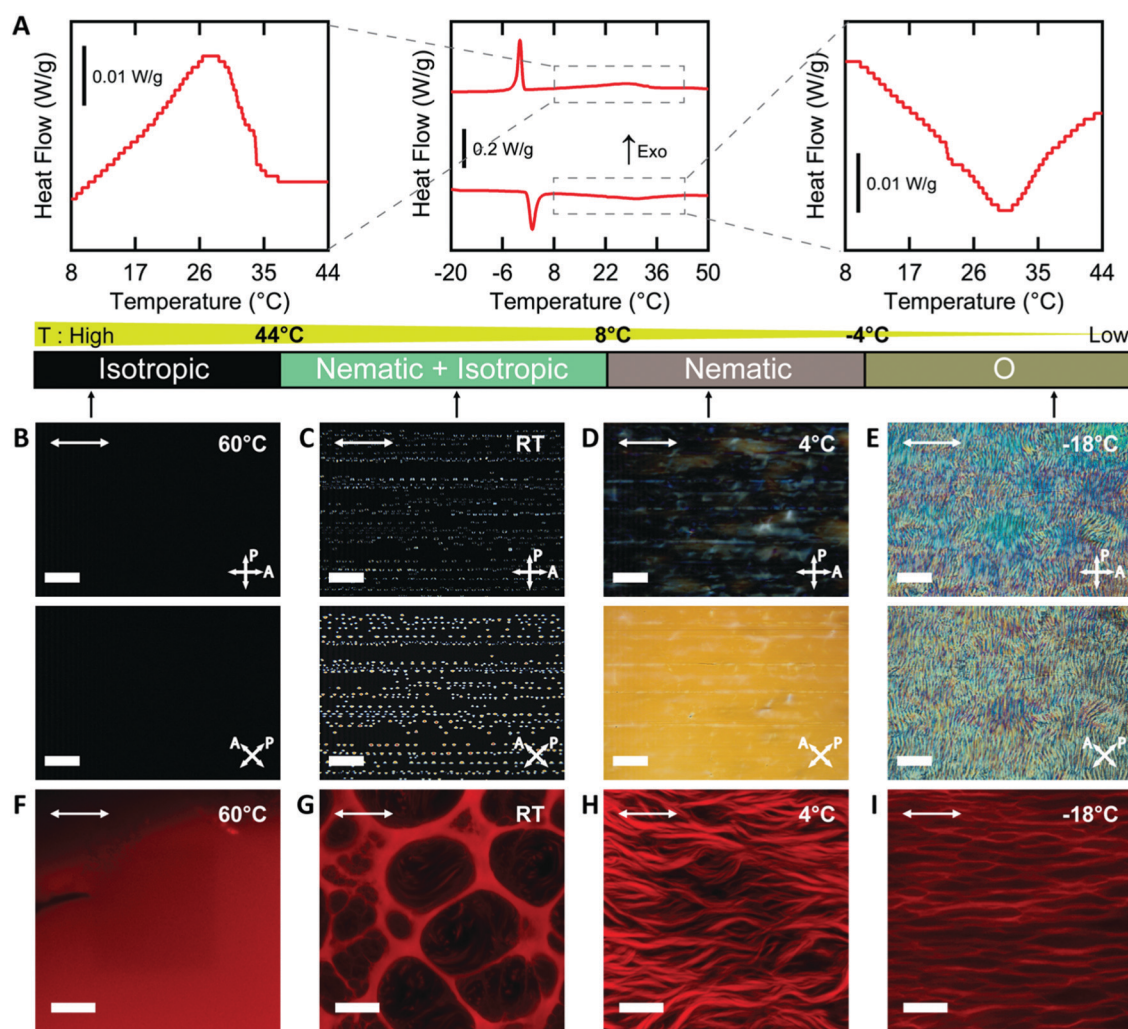 A
Heat Flow (W/g)
0.01 W/g
8 17 26 35 44
Temperature (°C)
Heat Flow (W/g)
0.2 W/g
Exo
-20 -6 8 22 36 50
Temperature (°C)
Heat Flow (W/g)
0.01 W/g
8 17 26 35 44
Temperature (°C)
T : High 44°C 8°C -4°C Low
Isotropic Nematic + Isotropic Nematic O
B 60°C C RT D 4°C E -18°C
P A P A P A P A
A P A P A P A P
F 60°C G RT H 4°C I -18°C